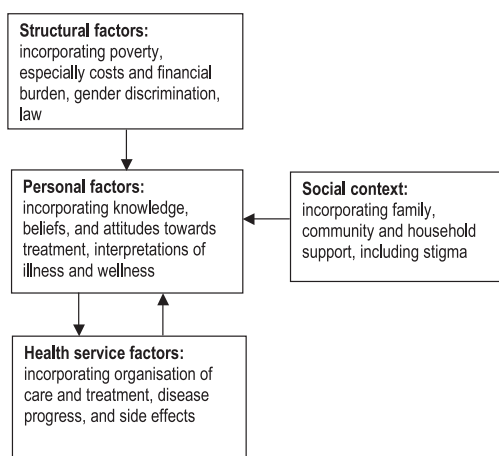 Structural factors:
incorporating poverty,
especially costs and financial
burden, gender discrimination,
law
Personal factors:
incorporating knowledge,
beliefs, and attitudes towards
treatment, interpretations of
illness and wellness
Social context:
incorporating family,
community and household
support, including stigma
Health service factors:
incorporating organisation of
care and treatment, disease
progress, and side effects